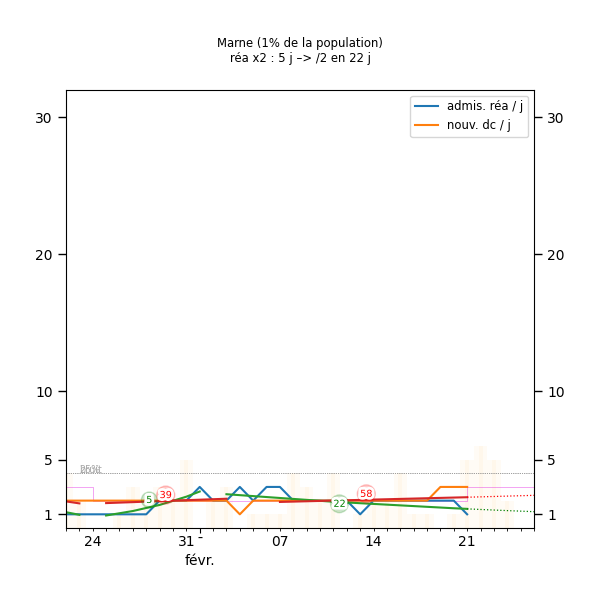 Marne (1% de la population)
réa x2 : 5 j –> /2 en 22 j
admis. réa / j
nouv. dc / j
30 30
20 20
10 10
5 5
1 1
5 39 22 58
24 31 - 07 14 21
févr.